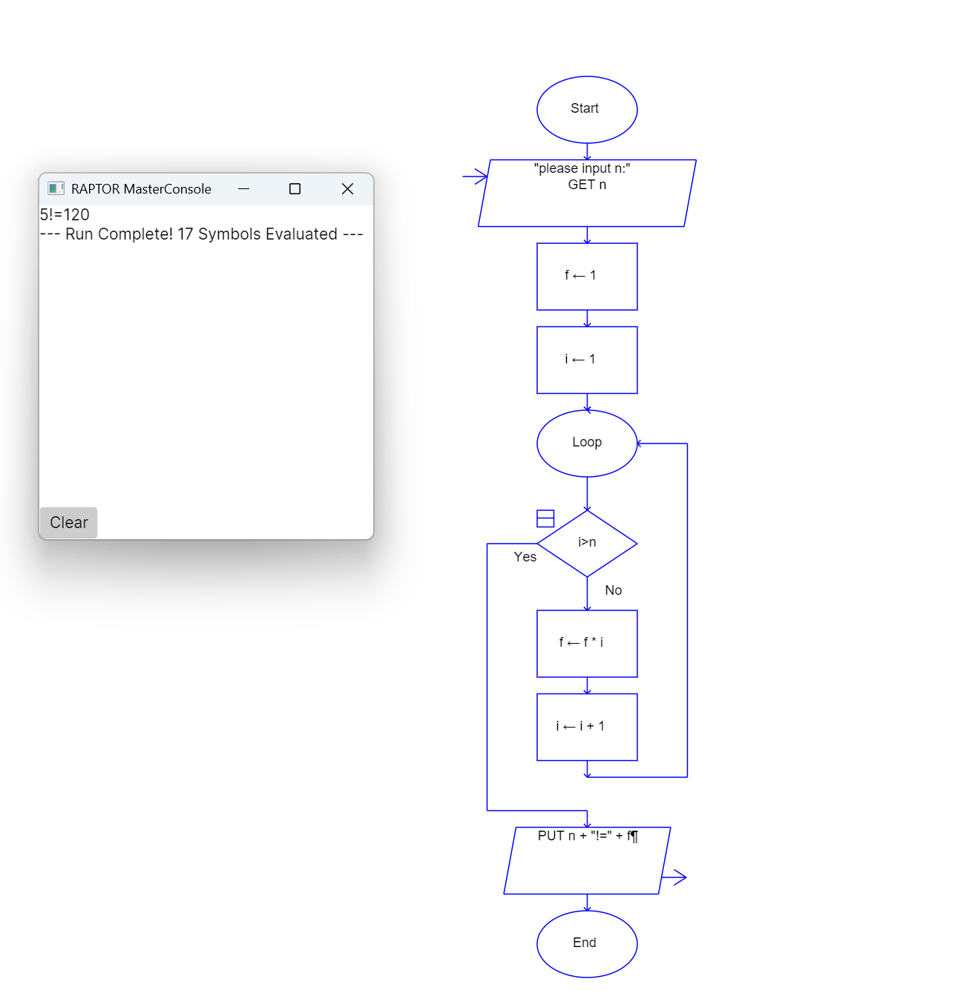 RAPTOR MasterConsole
5!=120
--- Run Complete! 17 Symbols Evaluated ---
Clear
Start
"please input n:"
GET n
f ← 1
i ← 1
Loop
i>n
Yes
No
f ← f * i
i ← i + 1
PUT n + "!=" + f¶
End